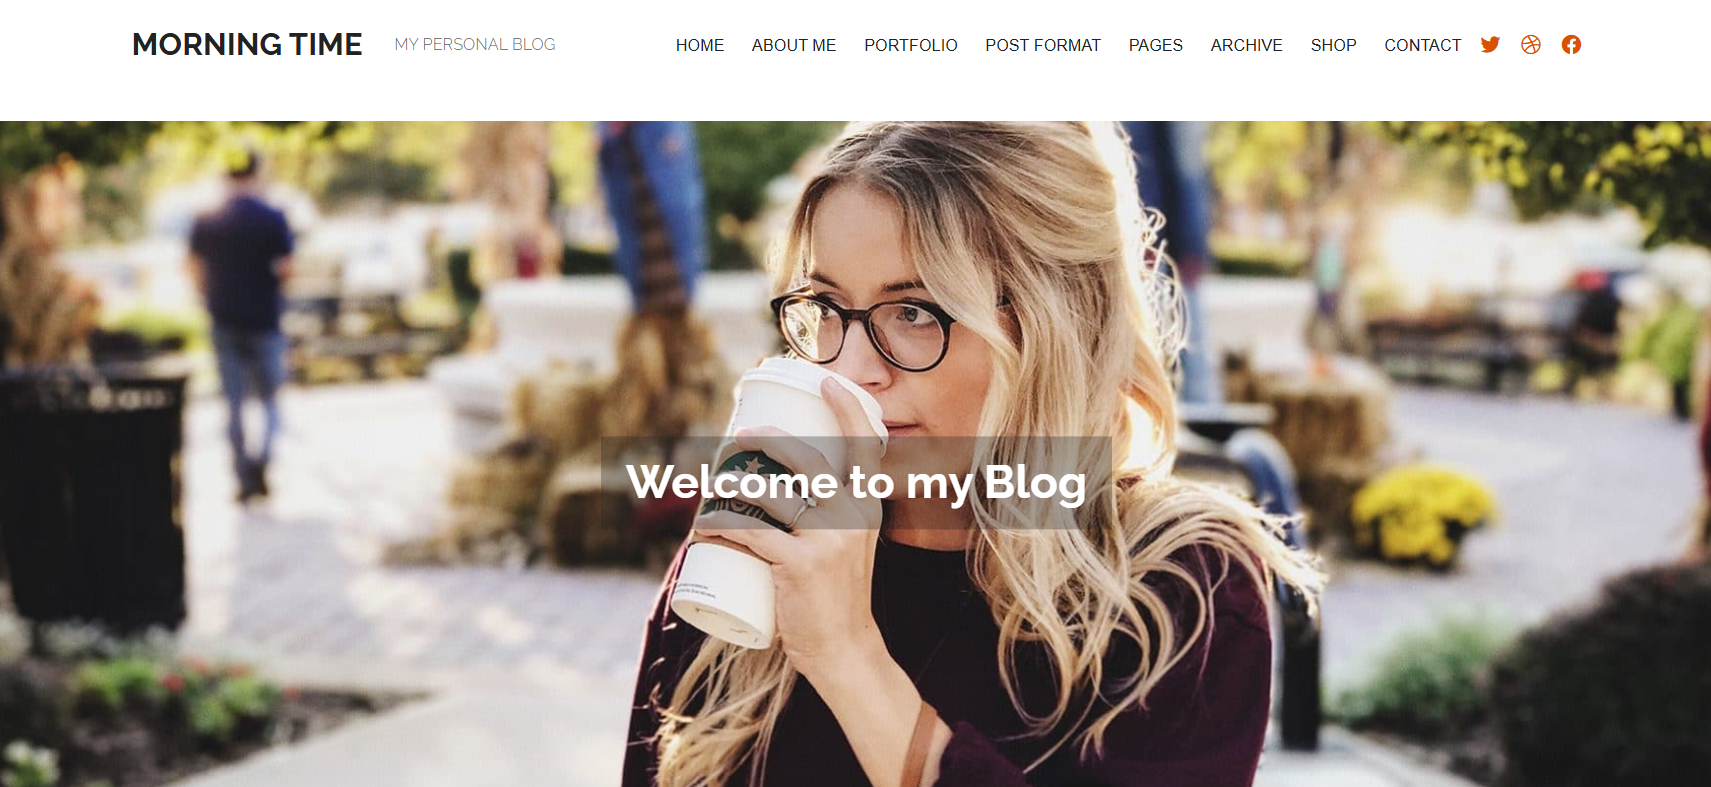 MORNING TIME
MY PERSONAL BLOG
HOME ABOUT ME PORTFOLIO POST FORMAT PAGES ARCHIVE SHOP CONTACT
Welcome to my Blog